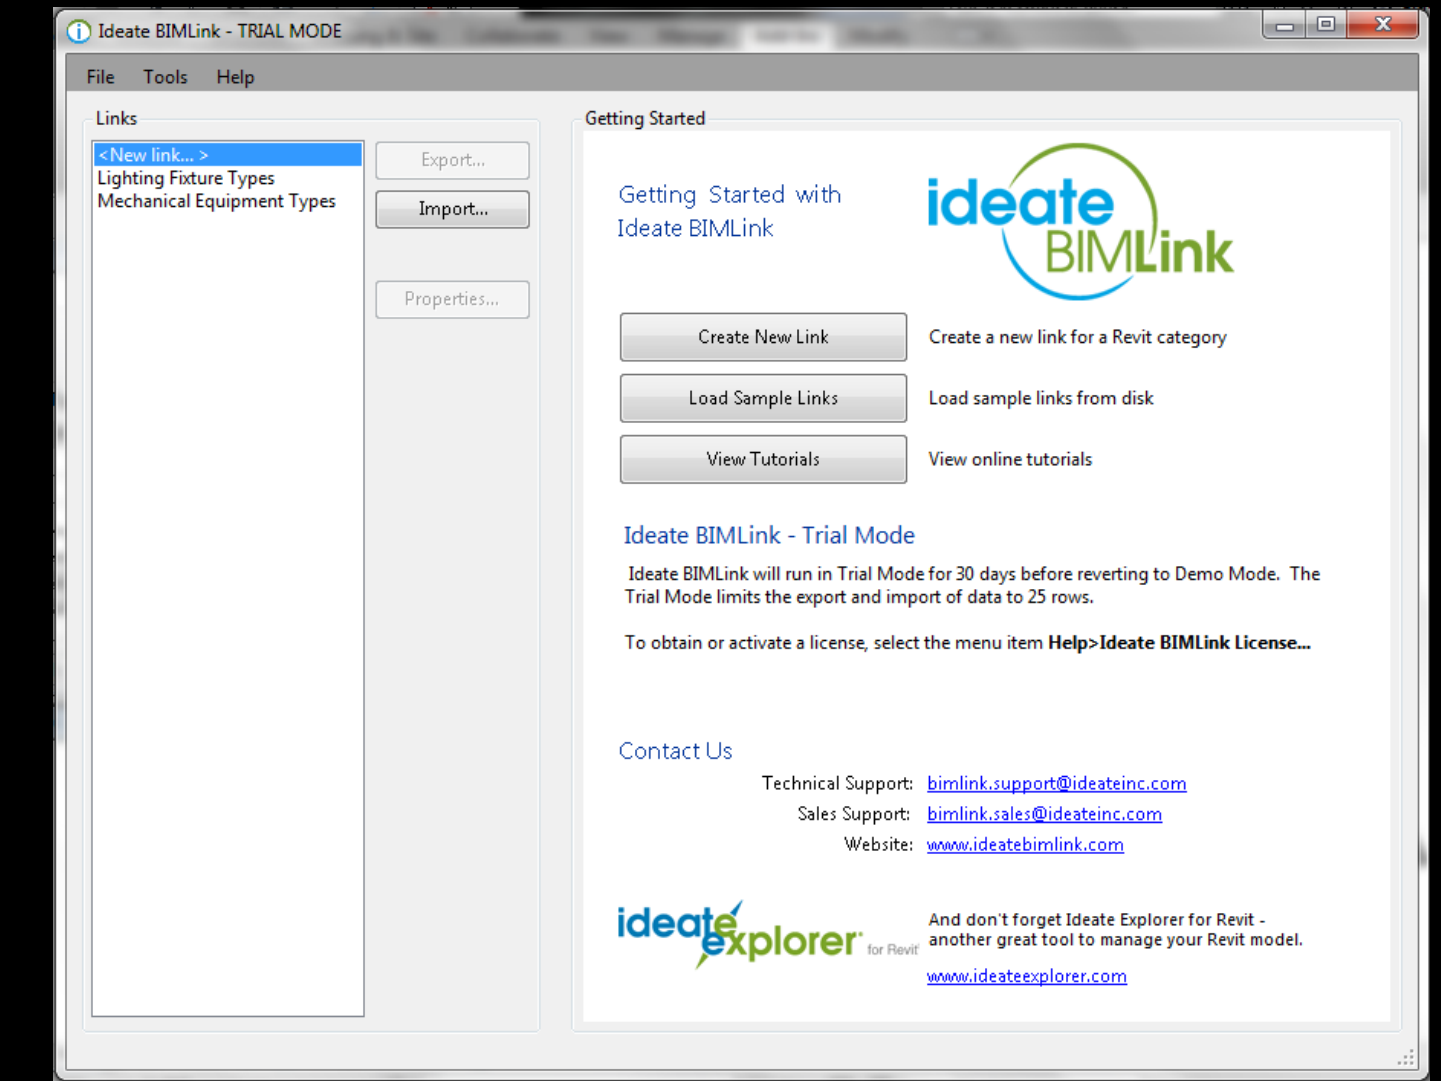 Ideate BIMLink - TRIAL MODE
File Tools Help
Links
<New link... >
Lighting Fixture Types
Mechanical Equipment Types
Export...
Import...
Properties...
Getting Started
Getting Started with
Ideate BIMLink
ideate
BIMLink
Create New Link
Create a new link for a Revit category
Load Sample Links
Load sample links from disk
View Tutorials
View online tutorials
Ideate BIMLink - Trial Mode
Ideate BIMLink will run in Trial Mode for 30 days before reverting to Demo Mode. The
Trial Mode limits the export and import of data to 25 rows.
To obtain or activate a license, select the menu item Help>Ideate BIMLink License...
Contact Us
Technical Support: bimlink.support@ideateinc.com
Sales Support: bimlink.sales@ideateinc.com
Website: www.ideatebimlink.com
ideate
explorer for Revit
And don't forget Ideate Explorer for Revit -
another great tool to manage your Revit model.
www.ideateexplorer.com